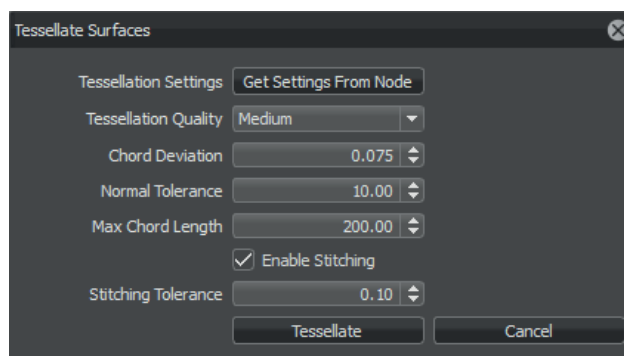 Tessellate Surfaces
Tessellation Settings Get Settings From Node
Tessellation Quality Medium
Chord Deviation 0.075
Normal Tolerance 10.00
Max Chord Length 200.00
Enable Stitching
Stitching Tolerance 0.10
Tessellate Cancel